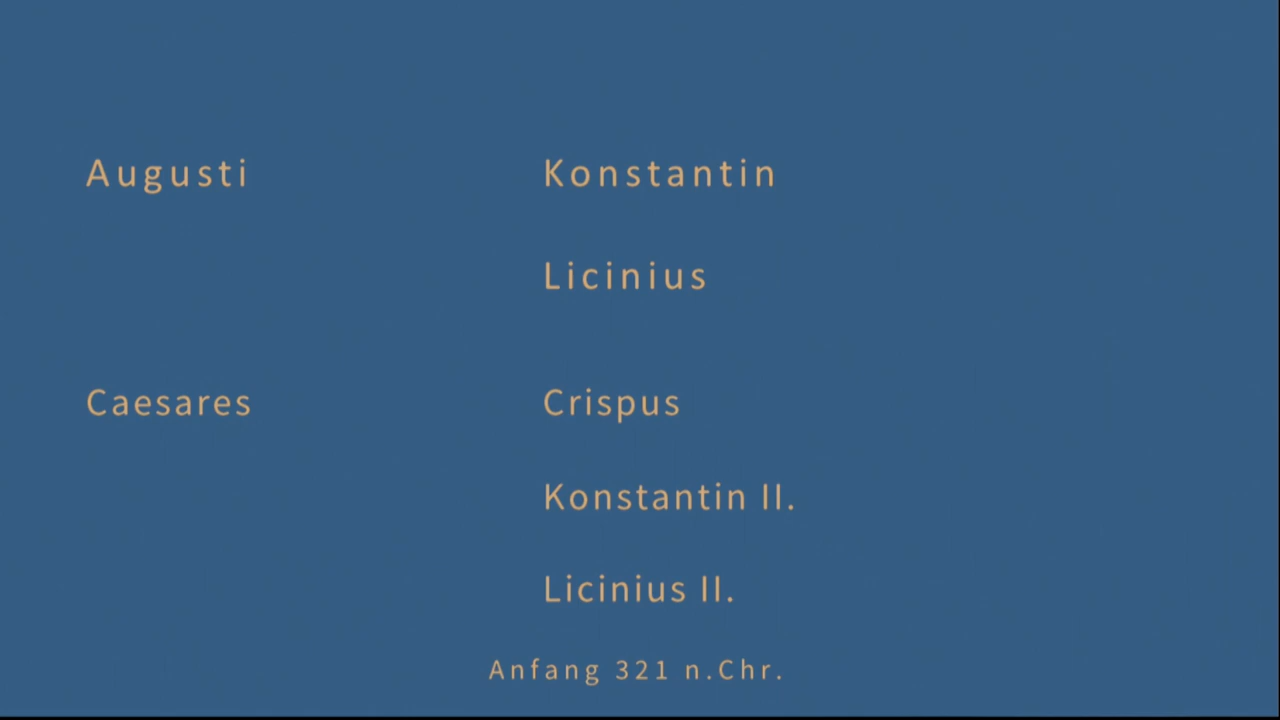 Augusti Konstantin
Licinius
Caesares Crispus
Konstantin II.
Licinius II.
Anfang 321 n.Chr.